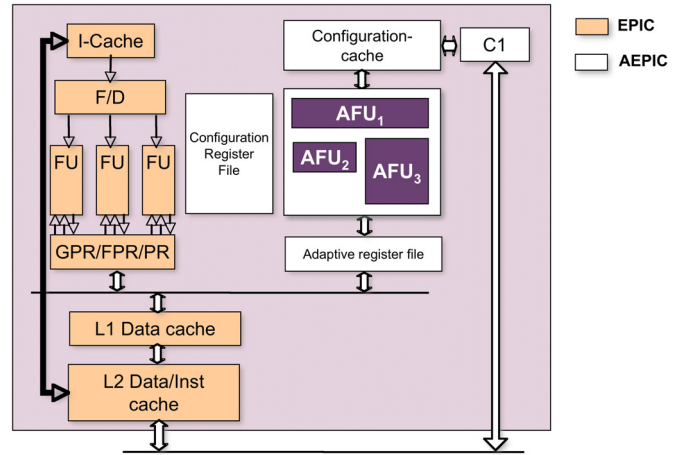 I-Cache
F/D
FU FU FU
GPR/FPR/PR
Configuration
Register
File
Configuration-
cache
C1
AFU1
AFU2
AFU3
Adaptive register file
L1 Data cache
L2 Data/Inst
cache
EPIC
AEPIC